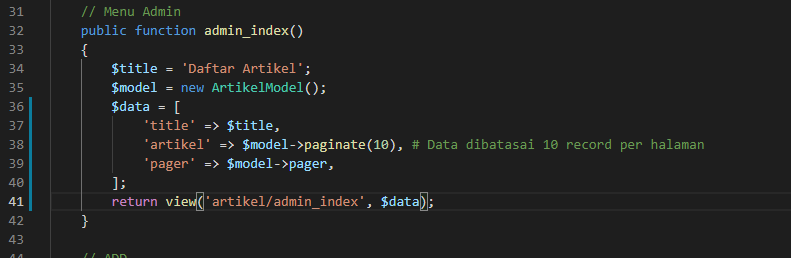 31 // Menu Admin
32 public function admin_index()
33 {
34 $title = 'Daftar Artikel';
35 $model = new ArtikelModel();
36 $data = [
37 'title' => $title,
38 'artikel' => $model->paginate(10), # Data dibatasai 10 record per halaman
39 'pager' => $model->pager,
40 ];
41 return view('artikel/admin_index', $data);
42 }
43
44 // ADD